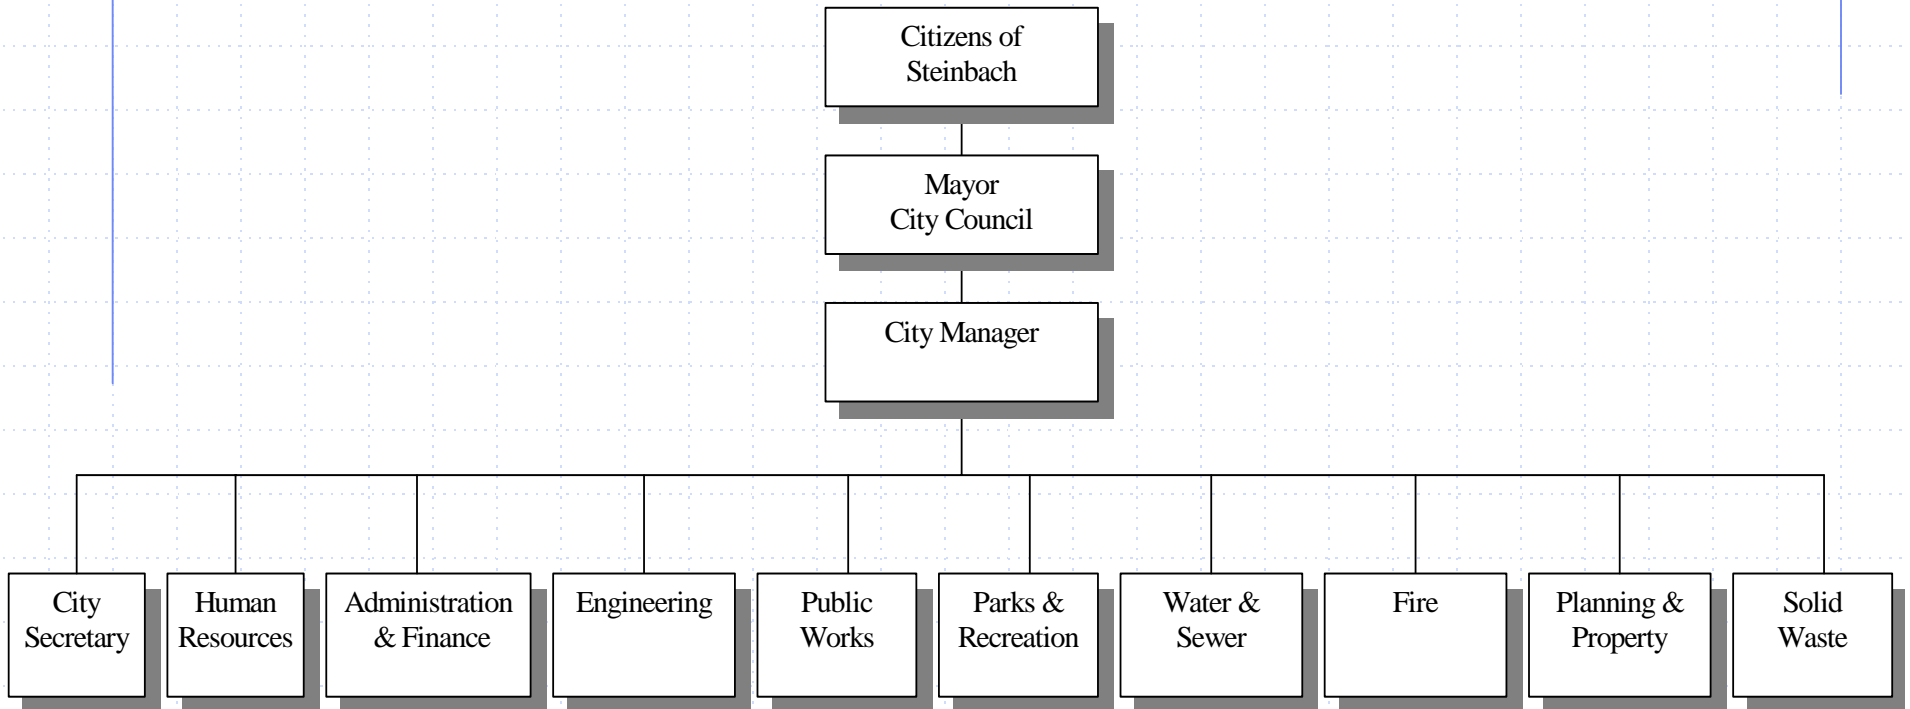 Citizens of
Steinbach
Mayor
City Council
City Manager
City
Secretary
Human
Resources
Administration
& Finance
Engineering
Public
Works
Parks &
Recreation
Water &
Sewer
Fire
Planning &
Property
Solid
Waste